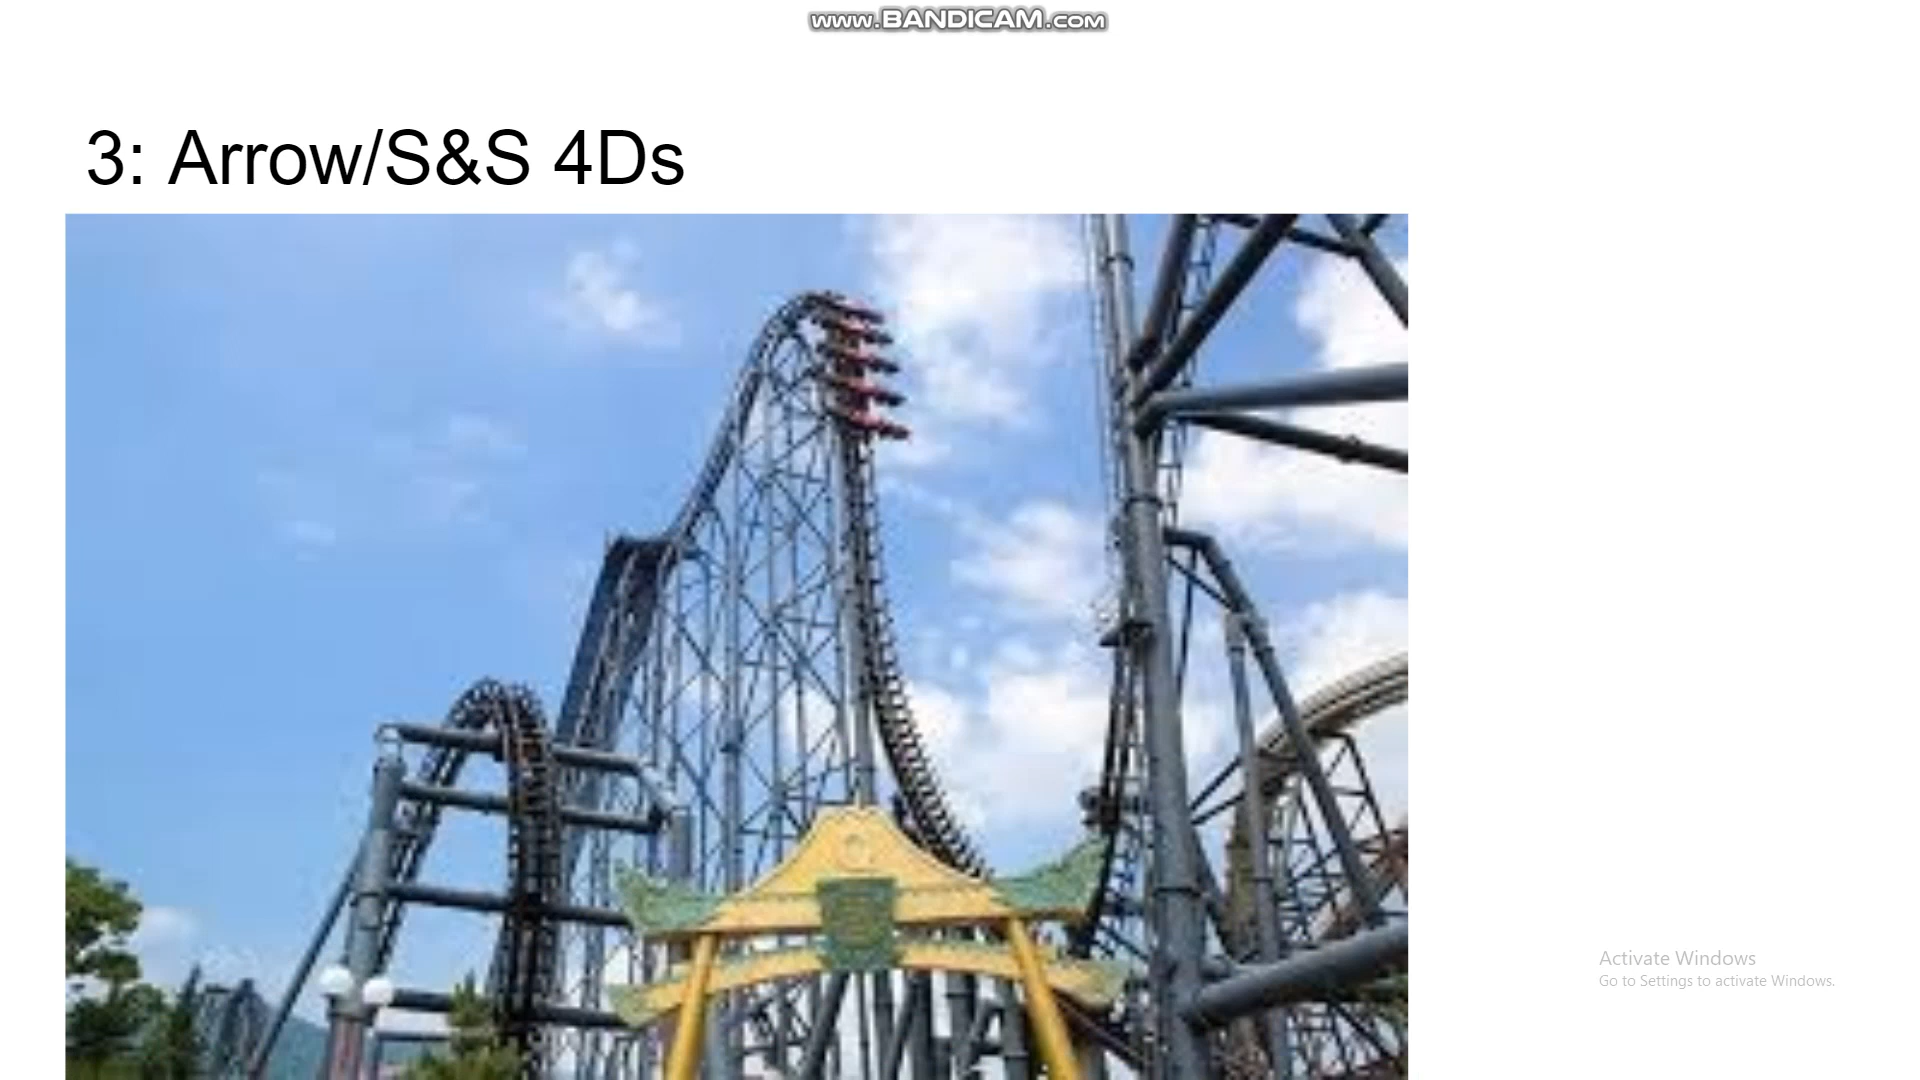 www.BANDICAM.com
3: Arrow/S&S 4Ds
Activate Windows
Go to Settings to activate Windows.